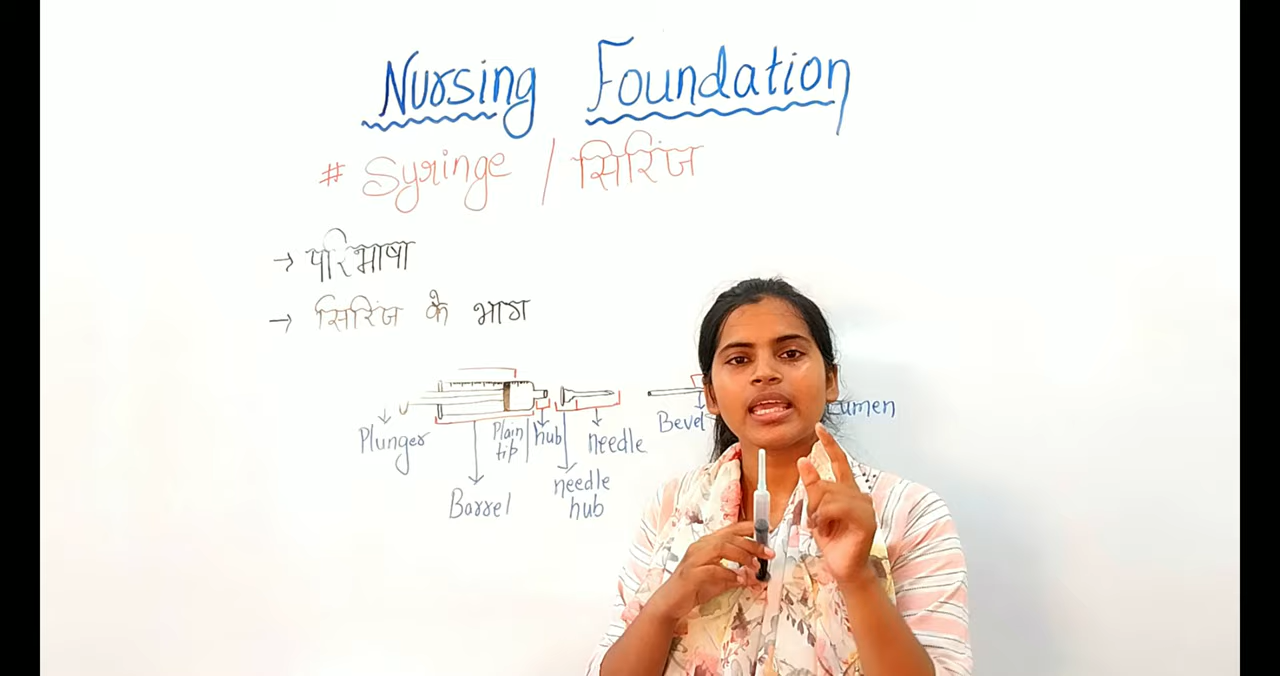 Nursing Foundation
# Syringe / सिरिंज
→ परिभाषा
→ सिरिंज के भाग
Plunger
Barrel
Plain tip / hub
needle hub
needle
Bevel
Lumen